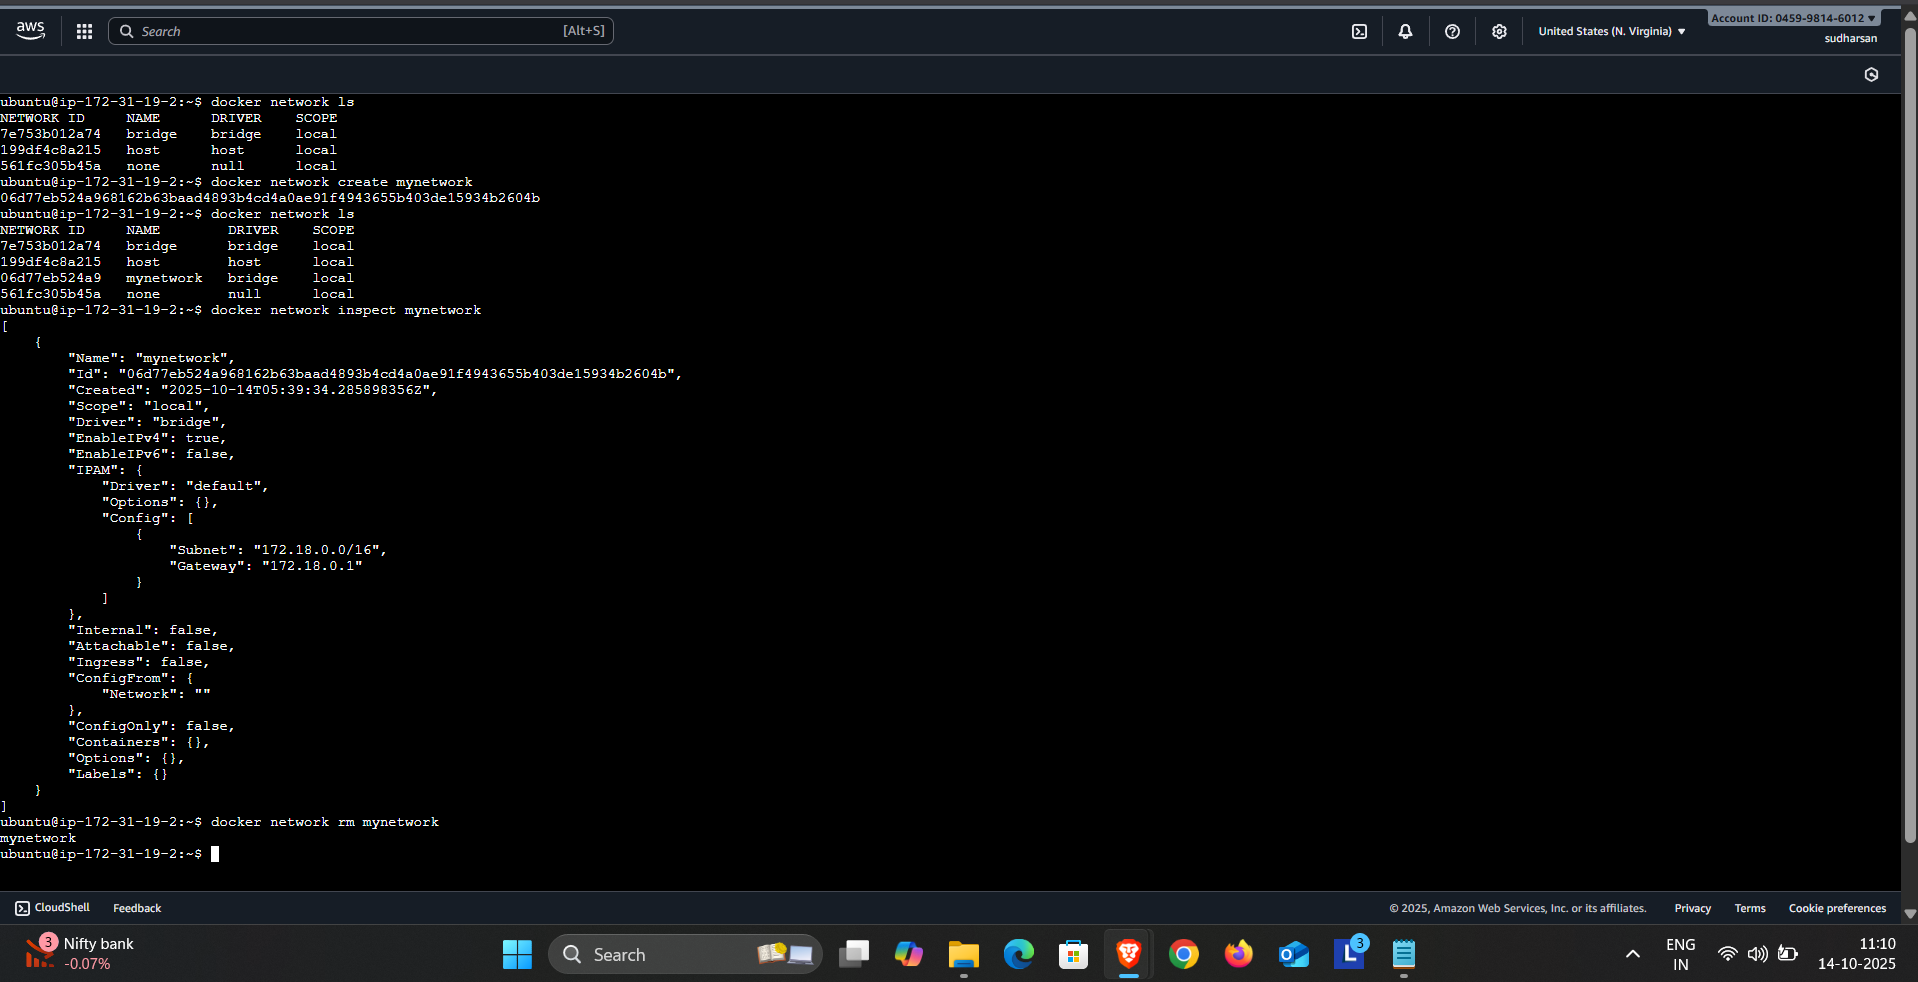 aws
Search [Alt+S]
United States (N. Virginia) ▼
Account ID: 0459-9814-6012 ▼
sudharsan
ubuntu@ip-172-31-19-2:~$ docker network ls
NETWORK ID     NAME      DRIVER    SCOPE
7e753b012a74   bridge    bridge    local
199df4c8a215   host      host      local
561fc305b45a   none      null      local
ubuntu@ip-172-31-19-2:~$ docker network create mynetwork
06d77eb524a968162b63baad4893b4cd4a0ae91f4943655b403de15934b2604b
ubuntu@ip-172-31-19-2:~$ docker network ls
NETWORK ID     NAME        DRIVER    SCOPE
7e753b012a74   bridge      bridge    local
199df4c8a215   host        host      local
06d77eb524a9   mynetwork   bridge    local
561fc305b45a   none        null      local
ubuntu@ip-172-31-19-2:~$ docker network inspect mynetwork
[
    {
        "Name": "mynetwork",
        "Id": "06d77eb524a968162b63baad4893b4cd4a0ae91f4943655b403de15934b2604b",
        "Created": "2025-10-14T05:39:34.285898356Z",
        "Scope": "local",
        "Driver": "bridge",
        "EnableIPv4": true,
        "EnableIPv6": false,
        "IPAM": {
            "Driver": "default",
            "Options": {},
            "Config": [
                {
                    "Subnet": "172.18.0.0/16",
                    "Gateway": "172.18.0.1"
                }
            ]
        },
        "Internal": false,
        "Attachable": false,
        "Ingress": false,
        "ConfigFrom": {
            "Network": ""
        },
        "ConfigOnly": false,
        "Containers": {},
        "Options": {},
        "Labels": {}
    }
]
ubuntu@ip-172-31-19-2:~$ docker network rm mynetwork
mynetwork
ubuntu@ip-172-31-19-2:~$
CloudShell Feedback © 2025, Amazon Web Services, Inc. or its affiliates. Privacy Terms Cookie preferences
3
Nifty bank
-0.07%
Search
L
3
ENG
IN
11:10
14-10-2025